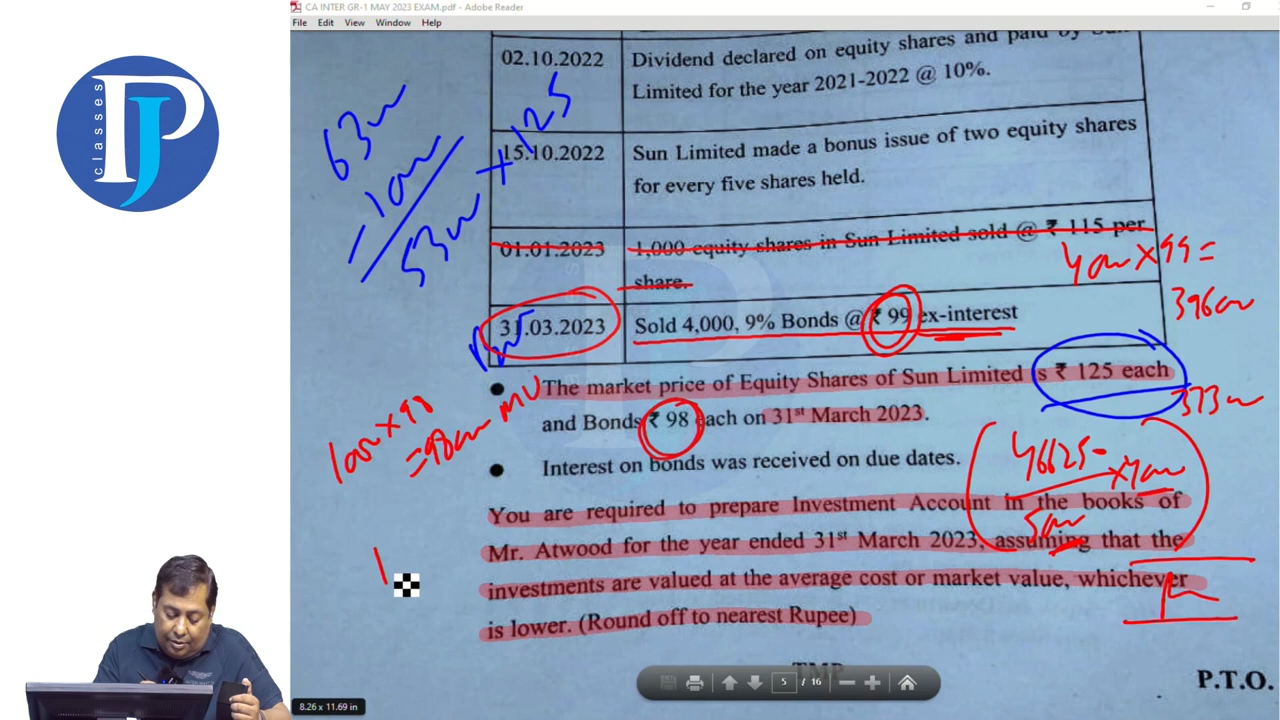 CA INTER GR-1 MAY 2023 EXAM.pdf - Adobe Reader
File Edit View Window Help
classes
PJ
02.10.2022 Dividend declared on equity shares and paid by Sun
Limited for the year 2021-2022 @ 10%.
15.10.2022 Sun Limited made a bonus issue of two equity shares
for every five shares held.
01.01.2023 1,000 equity shares in Sun Limited sold @ ₹ 115 per
share.
31.03.2023 Sold 4,000, 9% Bonds @ ₹ 99 ex-interest
• The market price of Equity Shares of Sun Limited is ₹ 125 each
and Bonds ₹ 98 each on 31st March 2023.
• Interest on bonds was received on due dates.
You are required to prepare Investment Account in the books of
Mr. Atwood for the year ended 31st March 2023, assuming that the
investments are valued at the average cost or market value, whichever
is lower. (Round off to nearest Rupee)
P.T.O.
5 / 16
8.26 x 11.69 in